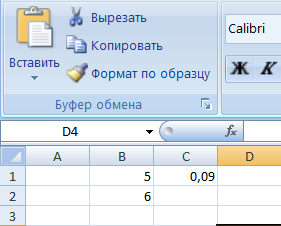 Вставить
Вырезать
Копировать
Формат по образцу
Буфер обмена
Calibri
Ж К
D4
fx
A B C D
1 5 0,09
2 6
3